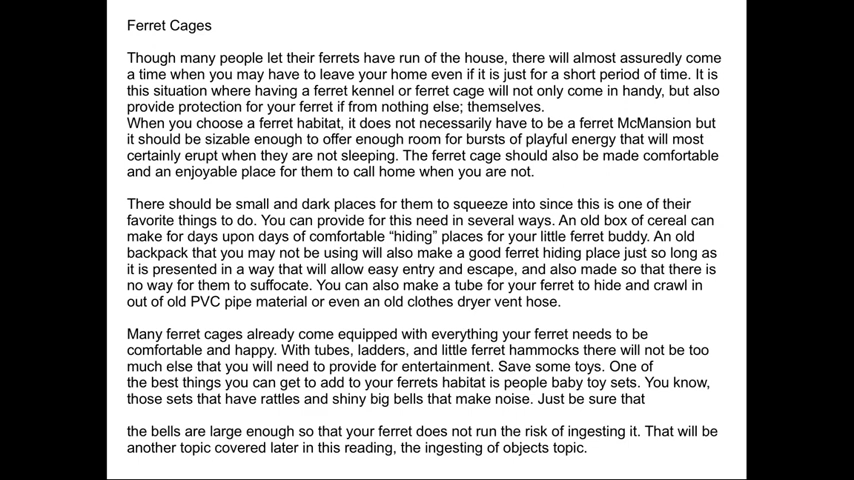 Ferret Cages
Though many people let their ferrets have run of the house, there will almost assuredly come
a time when you may have to leave your home even if it is just for a short period of time. It is
this situation where having a ferret kennel or ferret cage will not only come in handy, but also
provide protection for your ferret if from nothing else; themselves.
When you choose a ferret habitat, it does not necessarily have to be a ferret McMansion but
it should be sizable enough to offer enough room for bursts of playful energy that will most
certainly erupt when they are not sleeping. The ferret cage should also be made comfortable
and an enjoyable place for them to call home when you are not.
There should be small and dark places for them to squeeze into since this is one of their
favorite things to do. You can provide for this need in several ways. An old box of cereal can
make for days upon days of comfortable “hiding” places for your little ferret buddy. An old
backpack that you may not be using will also make a good ferret hiding place just so long as
it is presented in a way that will allow easy entry and escape, and also made so that there is
no way for them to suffocate. You can also make a tube for your ferret to hide and crawl in
out of old PVC pipe material or even an old clothes dryer vent hose.
Many ferret cages already come equipped with everything your ferret needs to be
comfortable and happy. With tubes, ladders, and little ferret hammocks there will not be too
much else that you will need to provide for entertainment. Save some toys. One of
the best things you can get to add to your ferrets habitat is people baby toy sets. You know,
those sets that have rattles and shiny big bells that make noise. Just be sure that
the bells are large enough so that your ferret does not run the risk of ingesting it. That will be
another topic covered later in this reading, the ingesting of objects topic.